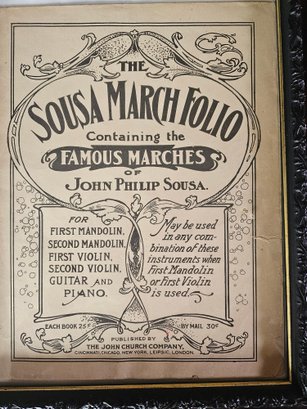 THE
SOUSA MARCH FOLIO
Containing the
FAMOUS MARCHES
OF
JOHN PHILIP SOUSA.
FOR
FIRST MANDOLIN,
SECOND MANDOLIN,
FIRST VIOLIN,
SECOND VIOLIN,
GUITAR AND
PIANO.
May be used
in any com-
bination of these
instruments when
First Mandolin
or First Violin
is used.
EACH BOOK 25¢
BY MAIL 30¢
PUBLISHED BY
THE JOHN CHURCH COMPANY.
CINCINNATI, CHICAGO, NEW YORK, LEIPSIC, LONDON.